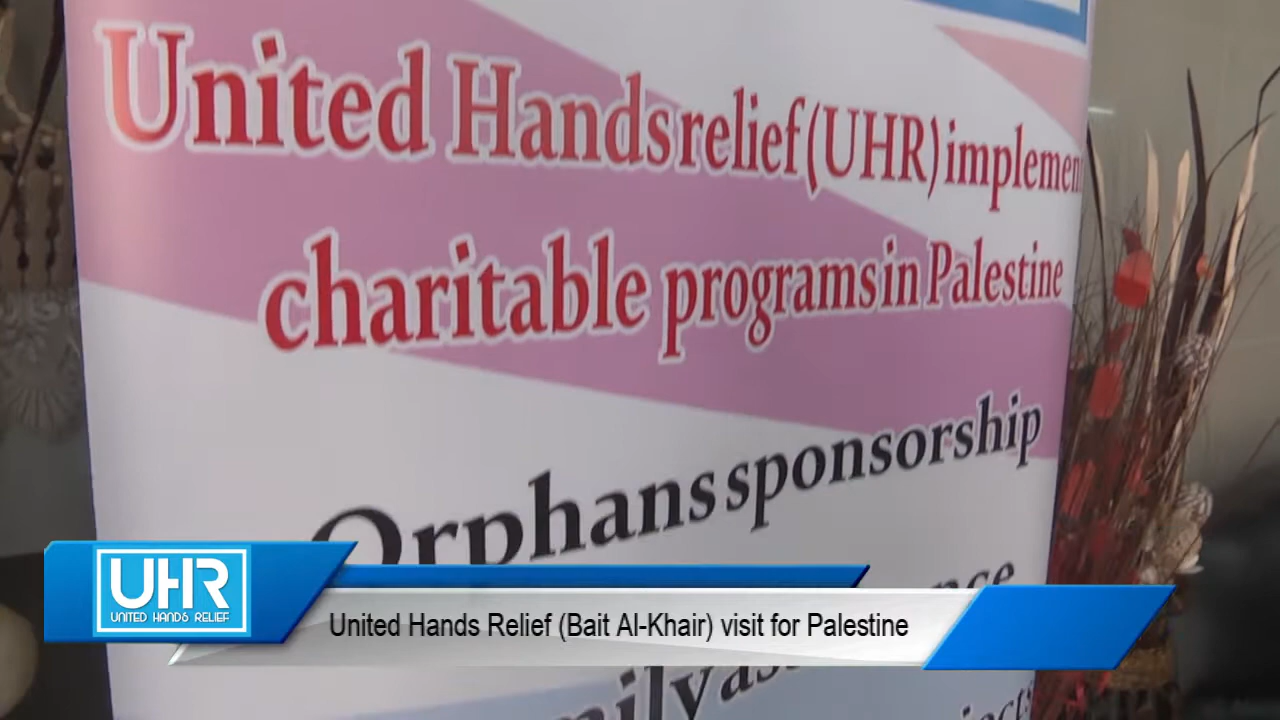 United Hands relief (UHR) implemen
charitable programs in Palestine
Orphans sponsorship
UHR
UNITED HANDS RELIEF
United Hands Relief (Bait Al-Khair) visit for Palestine